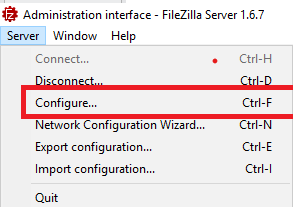 Administration interface - FileZilla Server 1.6.7
Server Window Help
Connect... Ctrl-H
Disconnect... Ctrl-D
Configure... Ctrl-F
Network Configuration Wizard... Ctrl-N
Export configuration... Ctrl-E
Import configuration... Ctrl-I
Quit